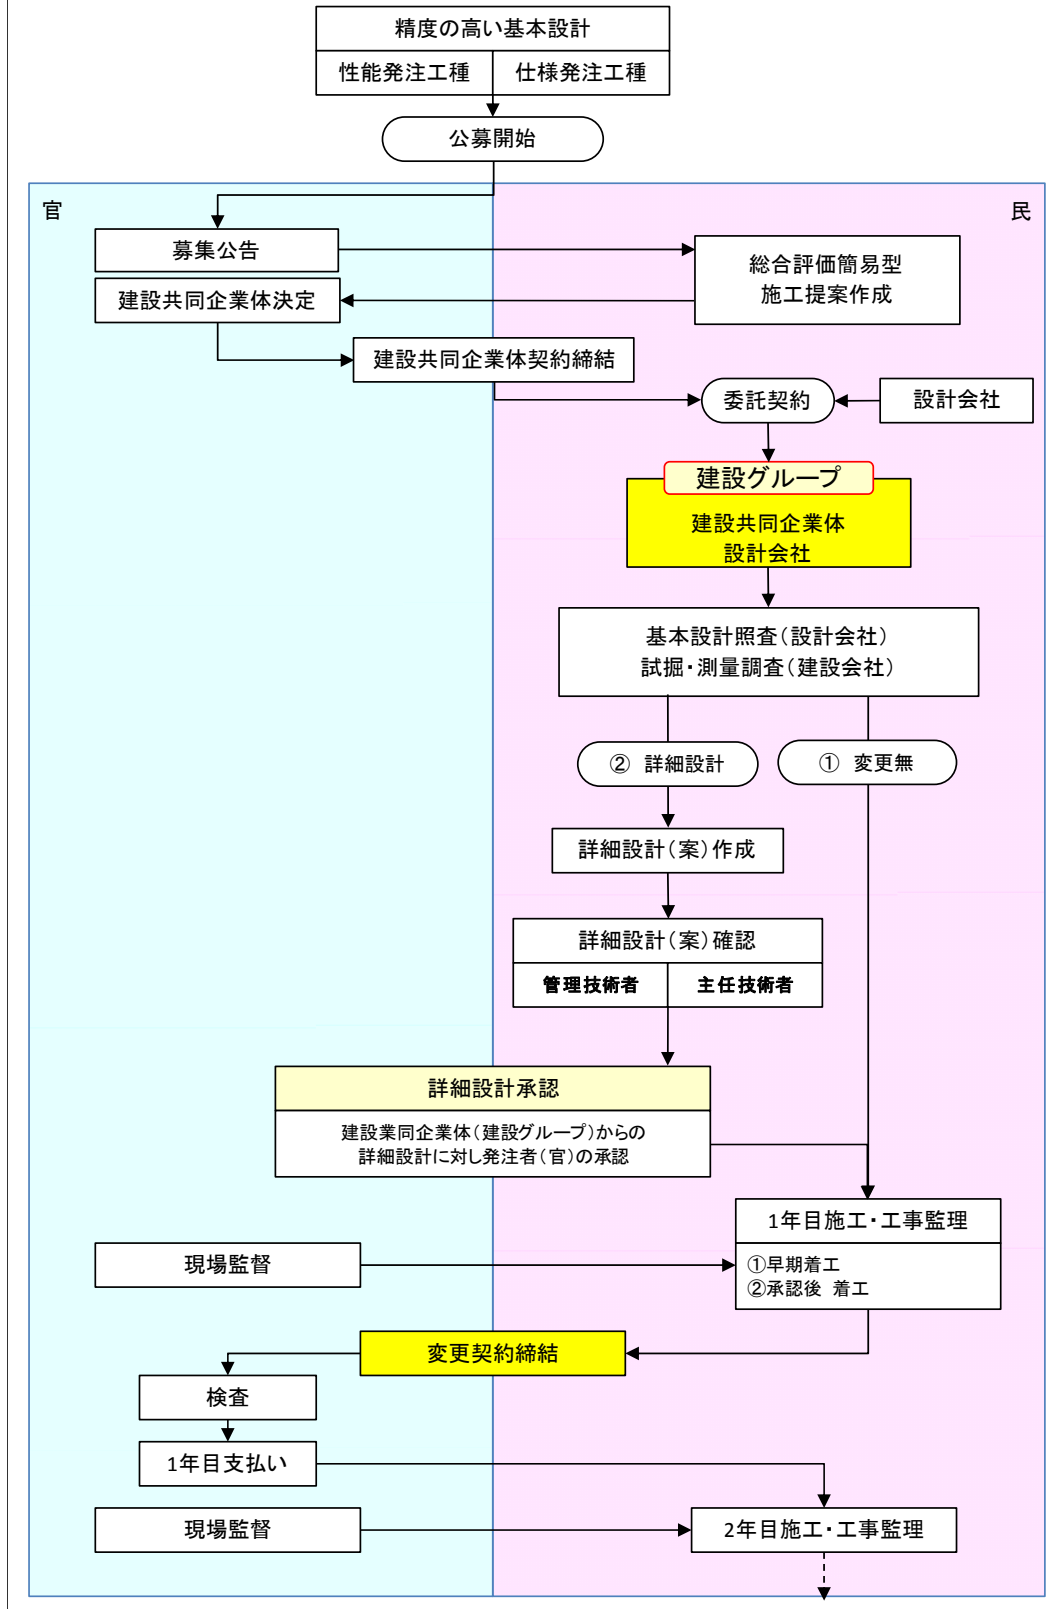 精度の高い基本設計
性能発注工種
仕様発注工種
公募開始
官
民
募集公告
総合評価簡易型
施工提案作成
建設共同企業体決定
建設共同企業体契約締結
委託契約
設計会社
建設グループ
建設共同企業体
設計会社
基本設計照査（設計会社）
試掘・測量調査（建設会社）
② 詳細設計
① 変更無
詳細設計（案）作成
詳細設計（案）確認
管理技術者
主任技術者
詳細設計承認
建設業同企業体（建設グループ）からの
詳細設計に対し発注者（官）の承認
1年目施工・工事監理
①早期着工
②承認後 着工
現場監督
変更契約締結
検査
1年目支払い
現場監督
2年目施工・工事監理